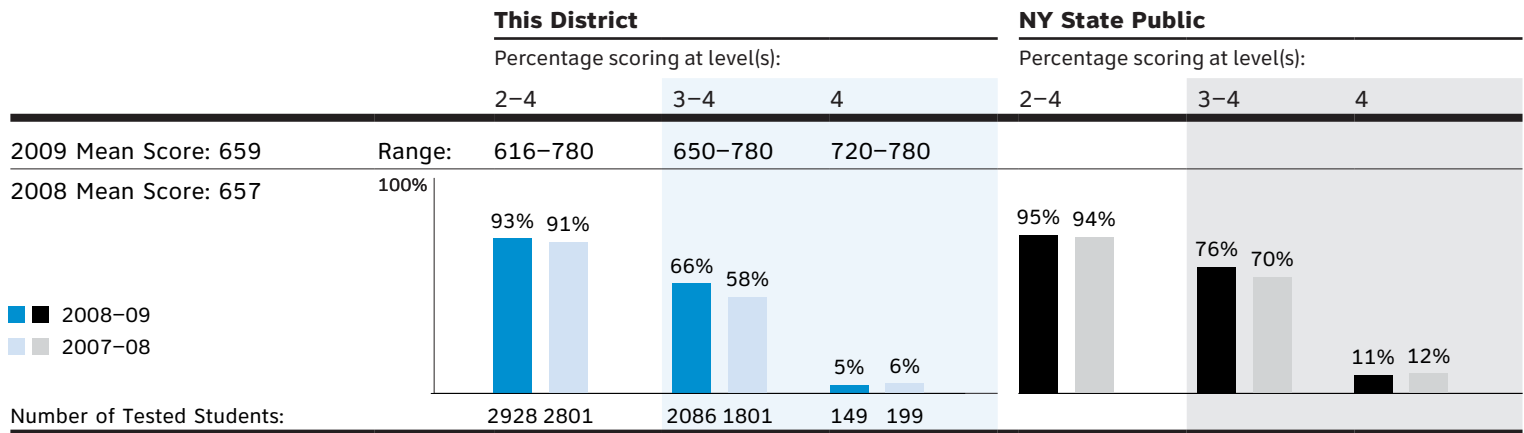 This District NY State Public
Percentage scoring at level(s): Percentage scoring at level(s):
2–4 3–4 4 2–4 3–4 4
2009 Mean Score: 659 Range: 616–780 650–780 720–780
2008 Mean Score: 657 100%
93% 91% 66% 58% 5% 6% 95% 94% 76% 70% 11% 12%
2008–09
2007–08
Number of Tested Students: 2928 2801 2086 1801 149 199